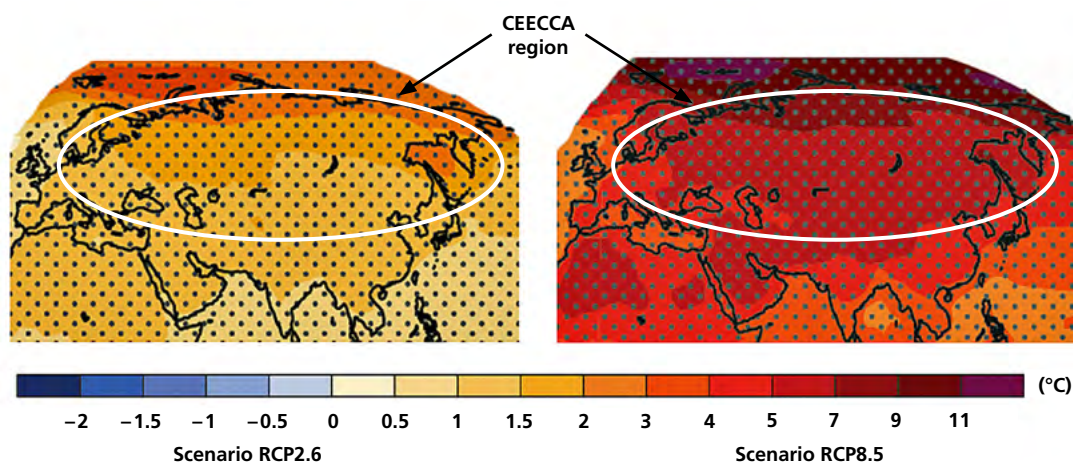 CEECCA
region
(°C)
−2 −1.5 −1 −0.5 0 0.5 1 1.5 2 3 4 5 7 9 11
Scenario RCP2.6 Scenario RCP8.5